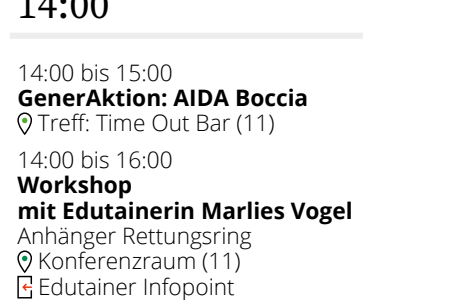 14:00
14:00 bis 15:00
GenerAktion: AIDA Boccia
Treff: Time Out Bar (11)
14:00 bis 16:00
Workshop
mit Edutainerin Marlies Vogel
Anhänger Rettungsring
Konferenzraum (11)
Edutainer Infopoint